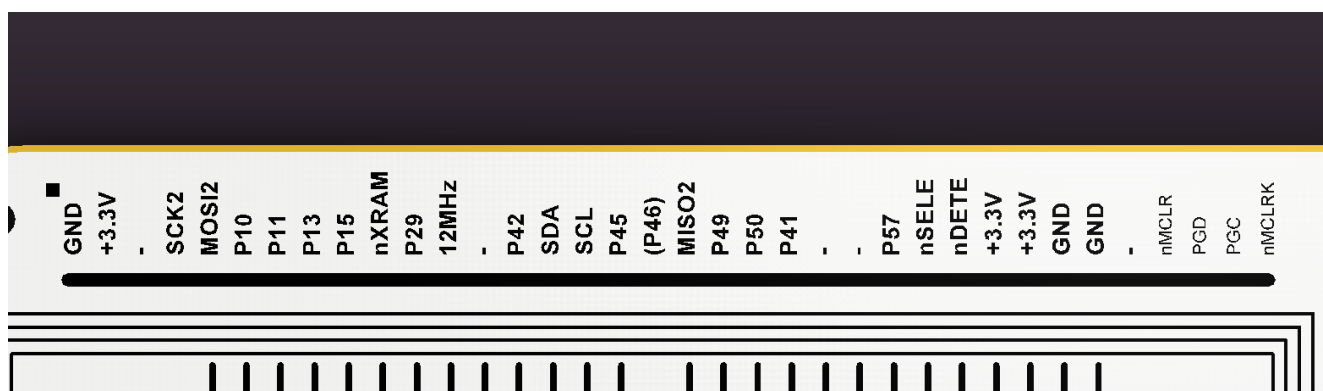 GND
+3.3V
-
SCK2
MOSI2
P10
P11
P13
P15
nXRAM
P29
12MHz
-
P42
SDA
SCL
P45
(P46)
MISO2
P49
P50
P41
-
-
P57
nSELE
nDETE
+3.3V
+3.3V
GND
GND
-
nMCLR
PGD
PGC
nMCLRK